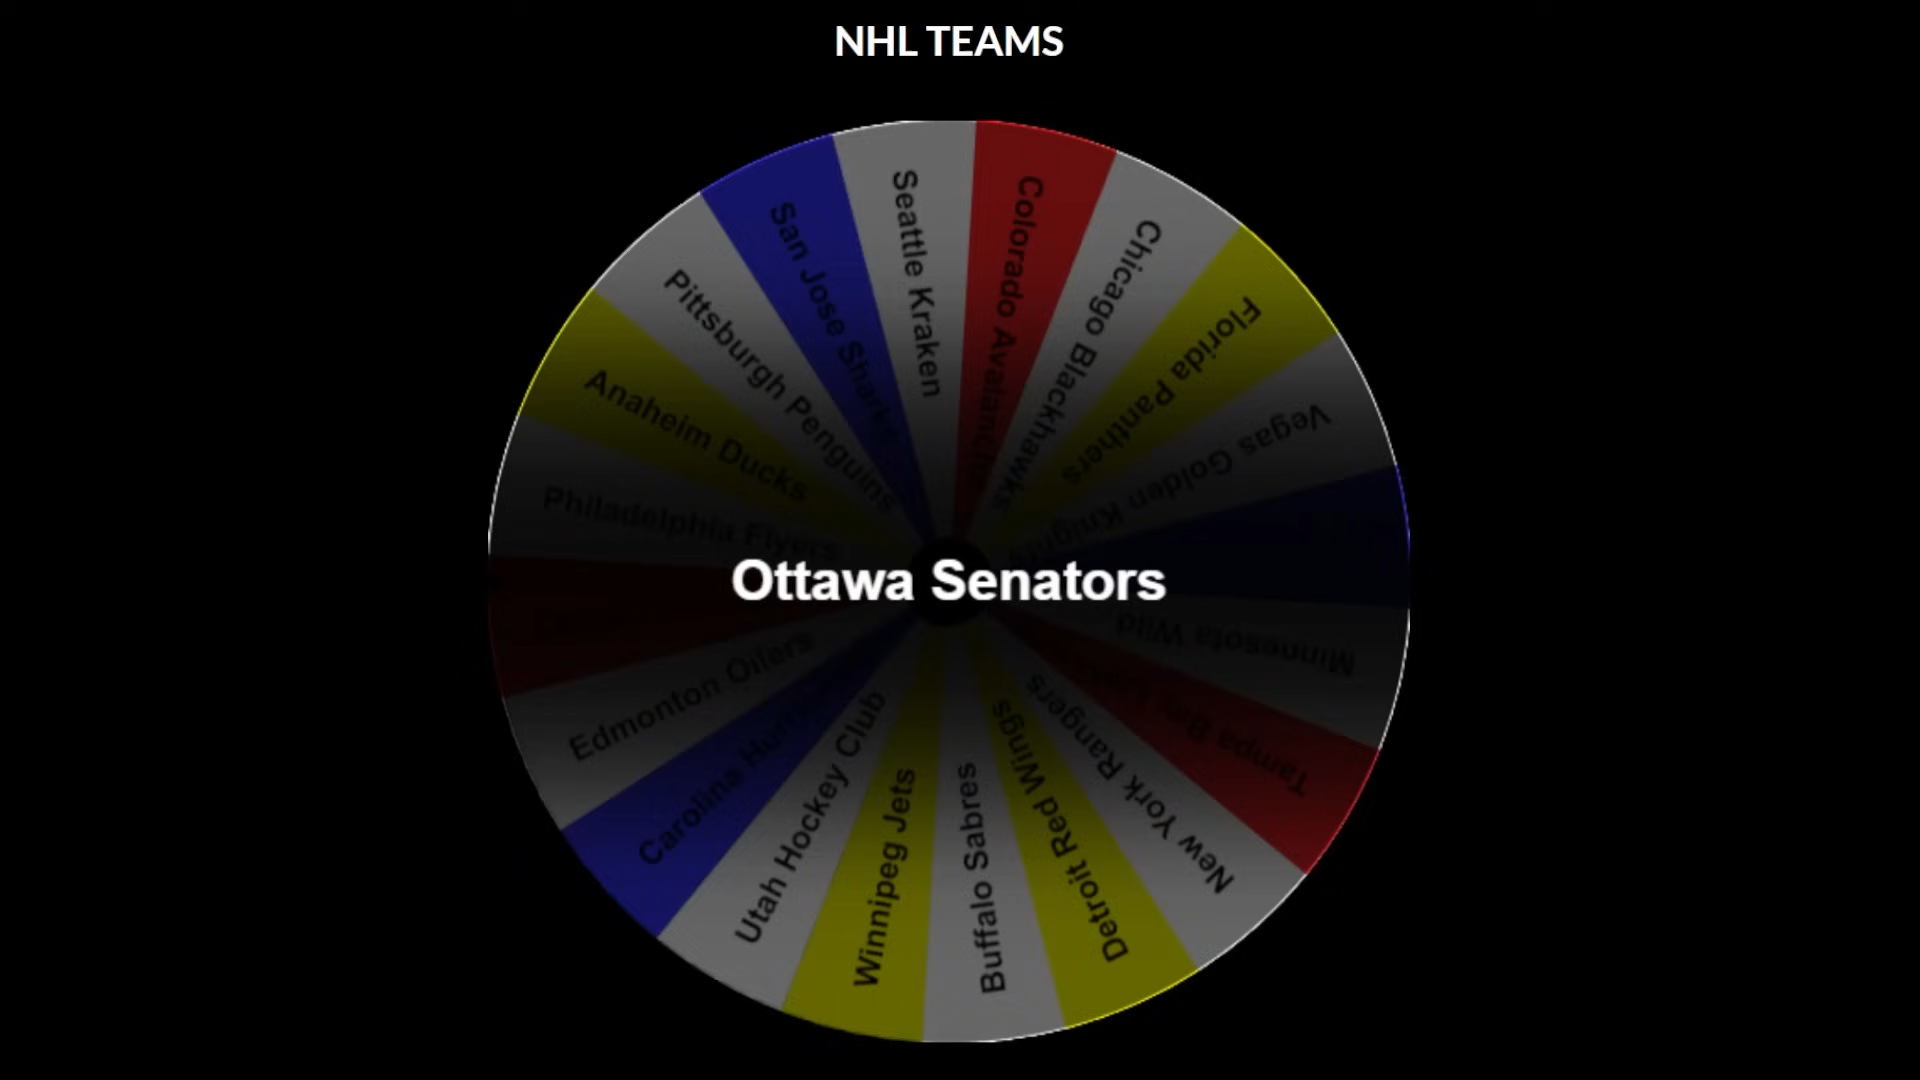 NHL TEAMS
Seattle Kraken
Colorado Avalanche
Chicago Blackhawks
Florida Panthers
Vegas Golden Knights
Minnesota Wild
Tampa Bay
New York Rangers
Detroit Red Wings
Buffalo Sabres
Winnipeg Jets
Utah Hockey Club
Carolina
Edmonton Oilers
Philadelphia Flyers
Anaheim Ducks
Pittsburgh Penguins
San Jose Sharks
Ottawa Senators